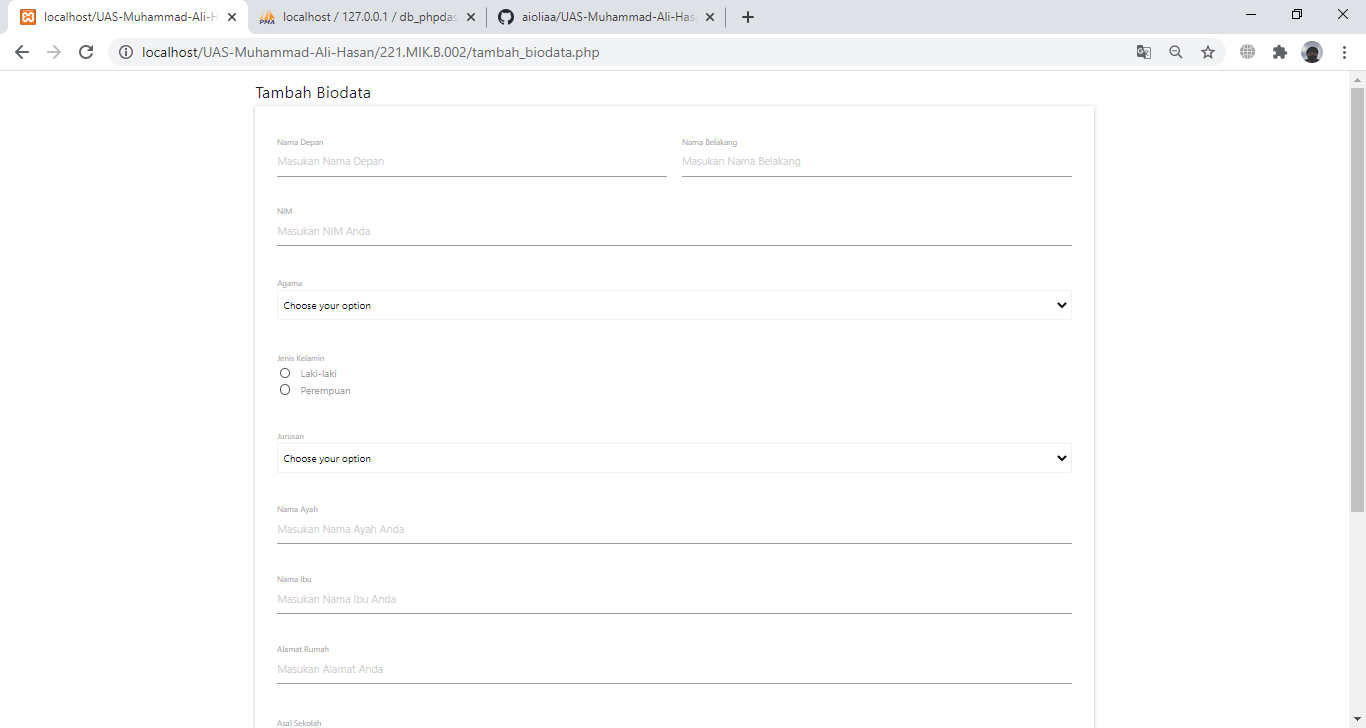 localhost/UAS-Muhammad-Ali-H
localhost / 127.0.0.1 / db_phpdas
aioliaa/UAS-Muhammad-Ali-Has
localhost/UAS-Muhammad-Ali-Hasan/221.MIK.B.002/tambah_biodata.php
Tambah Biodata
Nama Depan
Masukan Nama Depan
Nama Belakang
Masukan Nama Belakang
NIM
Masukan NIM Anda
Agama
Choose your option
Jenis Kelamin
Laki-laki
Perempuan
Jurusan
Choose your option
Nama Ayah
Masukan Nama Ayah Anda
Nama Ibu
Masukan Nama Ibu Anda
Alamat Rumah
Masukan Alamat Anda
Asal Sekolah